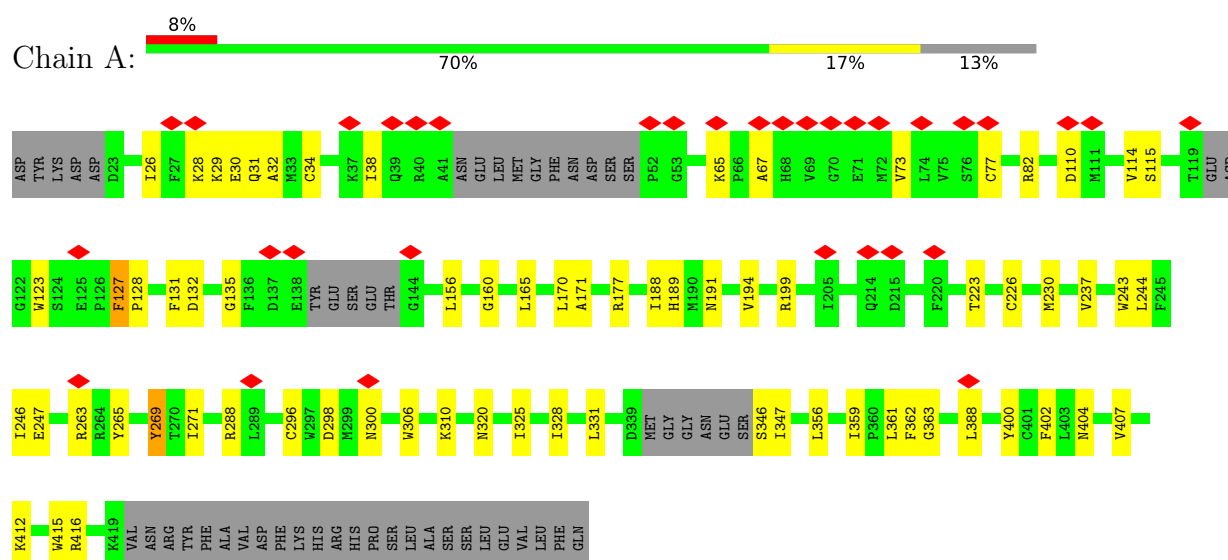 8%
Chain A:
70% 17% 13%
ASP TYR LYS ASP ASP D23 I26 F27 K28 K29 E30 Q31 A32 M33 C34 K37 I38 Q39 R40 A41 ASN GLU LEU MET GLY PHE ASN ASP SER SER P52 G53 K65 P66 A67 H68 V69 G70 E71 M72 V73 L74 V75 S76 C77 R82 D110 M111 V114 S115 T119 GLU ASP
G122 W123 S124 E125 P126 F127 P128 F131 D132 G135 F136 D137 E138 TYR GLU SER GLU THR G144 L156 G160 L165 L170 A171 R177 I188 H189 M190 N191 V194 R199 I205 Q214 D215 F220 T223 C226 M230 V237 W243 L244 F245
I246 E247 R263 R264 Y265 Y269 T270 I271 R288 L289 C296 W297 D298 M299 N300 W306 K310 N320 I325 I328 L331 D339 MET GLY GLY ASN GLU SER S346 I347 L356 I359 P360 L361 F362 G363 L388 Y400 C401 F402 L403 N404 V407
K412 W415 R416 K419 VAL ASN ARG TYR PHE ALA VAL ASP PHE LYS HIS ARG HIS PRO SER LEU ALA SER SER LEU GLU VAL LEU PHE GLN